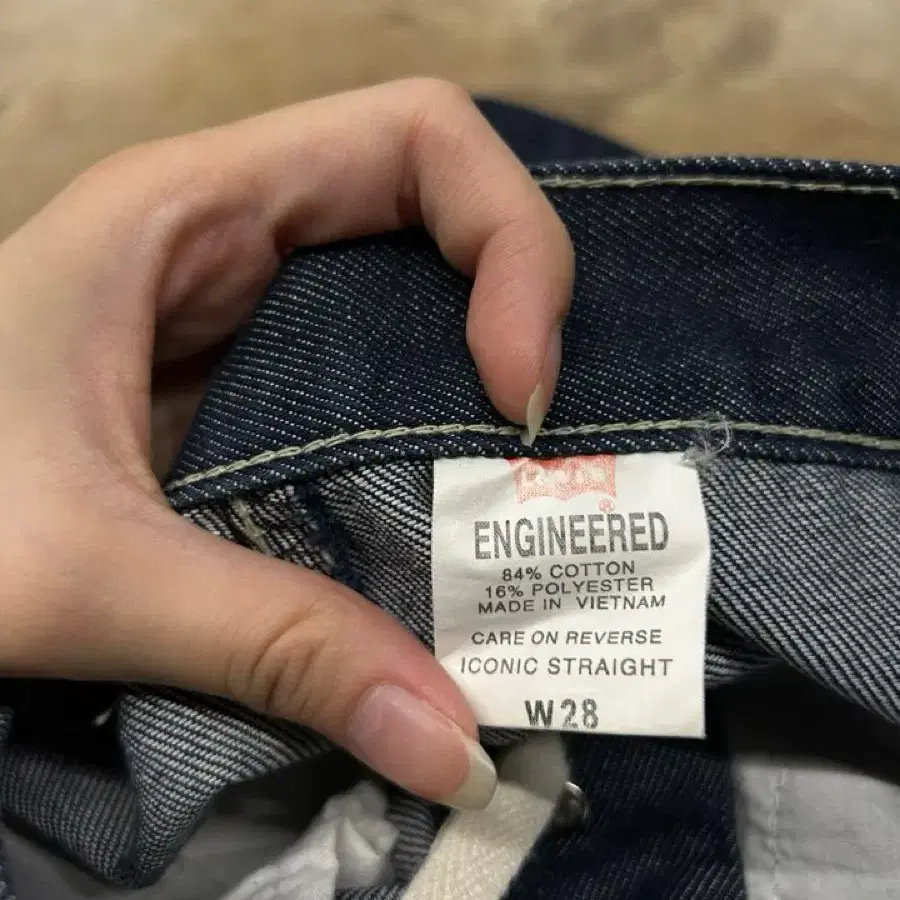 ®
ENGINEERED
84% COTTON
16% POLYESTER
MADE IN VIETNAM
CARE ON REVERSE
ICONIC STRAIGHT
W28